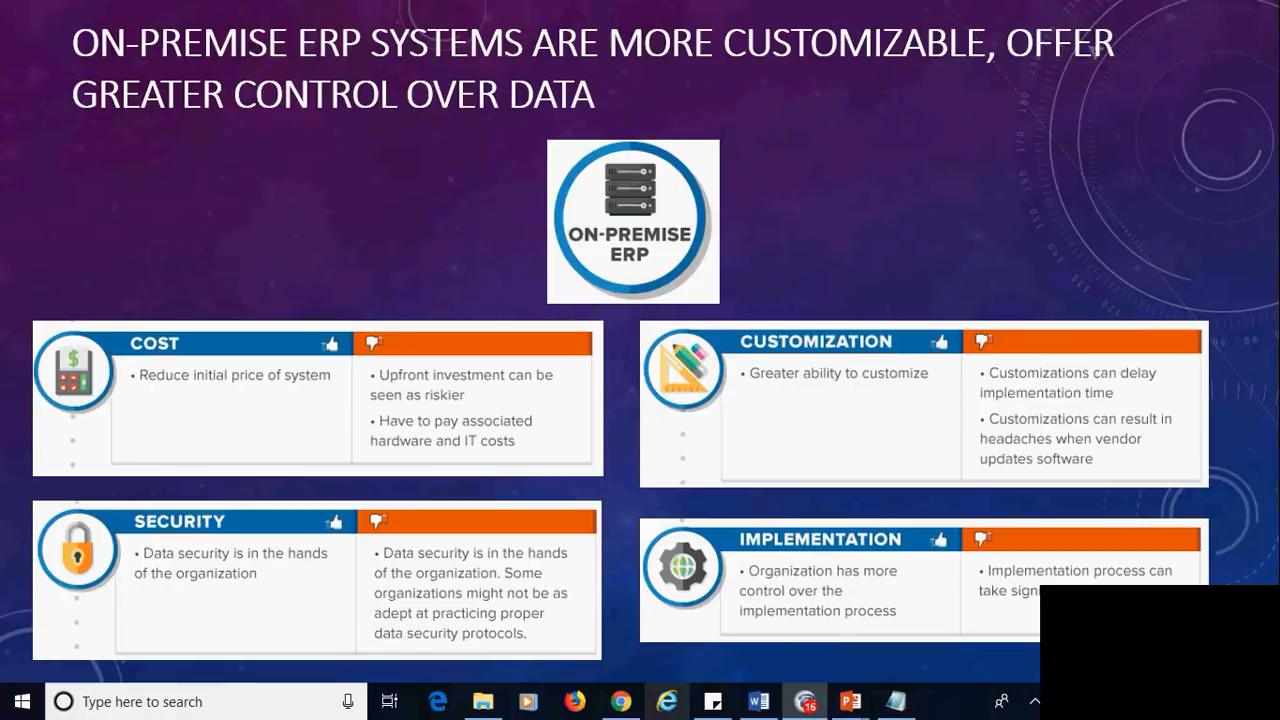 ON-PREMISE ERP SYSTEMS ARE MORE CUSTOMIZABLE, OFFER
GREATER CONTROL OVER DATA
ON-PREMISE
ERP
COST
• Reduce initial price of system
• Upfront investment can be
seen as riskier
• Have to pay associated
hardware and IT costs
CUSTOMIZATION
• Greater ability to customize
• Customizations can delay
implementation time
• Customizations can result in
headaches when vendor
updates software
SECURITY
• Data security is in the hands
of the organization
• Data security is in the hands
of the organization. Some
organizations might not be as
adept at practicing proper
data security protocols.
IMPLEMENTATION
• Organization has more
control over the
implementation process
• Implementation process can
take
Type here to search
16